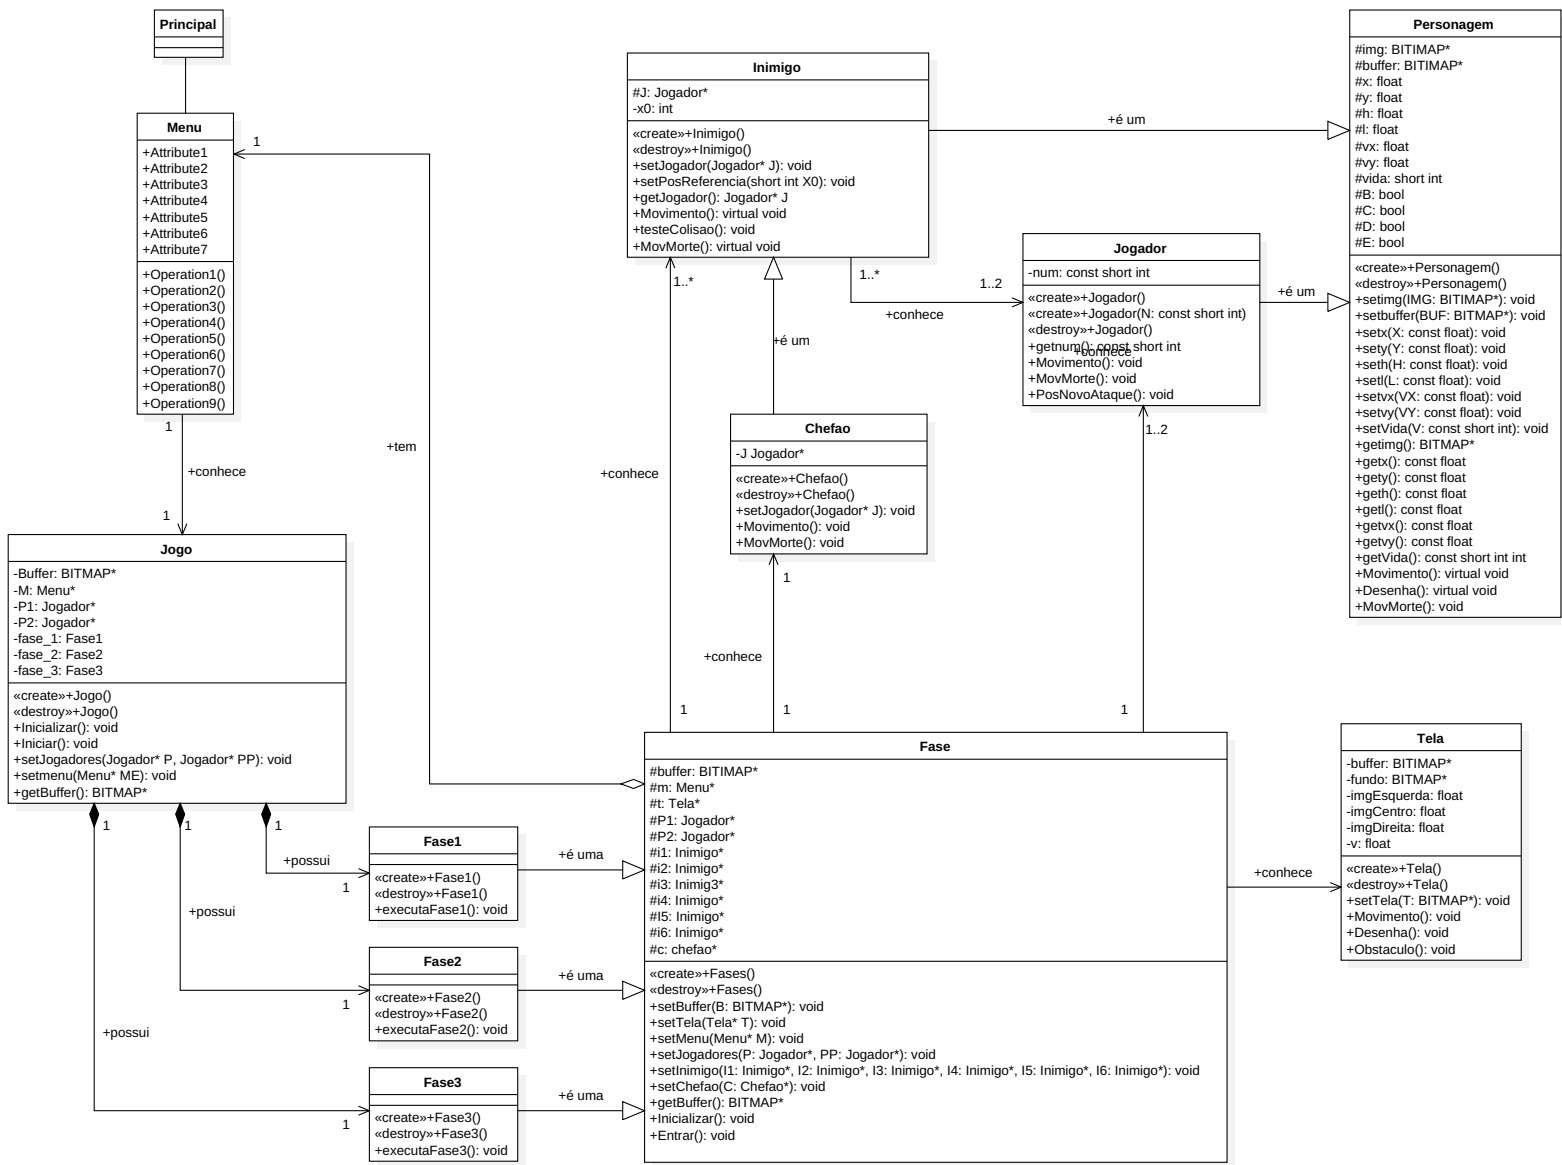 Principal
Menu
+Attribute1
+Attribute2
+Attribute3
+Attribute4
+Attribute5
+Attribute6
+Attribute7
+Operation1()
+Operation2()
+Operation3()
+Operation4()
+Operation5()
+Operation6()
+Operation7()
+Operation8()
+Operation9()
1
1
+conhece
1
+tem
Jogo
-Buffer: BITMAP*
-M: Menu*
-P1: Jogador*
-P2: Jogador*
-fase_1: Fase1
-fase_2: Fase2
-fase_3: Fase3
«create»+Jogo()
«destroy»+Jogo()
+Inicializar(): void
+Iniciar(): void
+setJogadores(Jogador* P, Jogador* PP): void
+setmenu(Menu* ME): void
+getBuffer(): BITMAP*
1
1
1
+possui
1
+possui
1
+possui
1
Fase1
«create»+Fase1()
«destroy»+Fase1()
+executaFase1(): void
+é uma
Fase2
«create»+Fase2()
«destroy»+Fase2()
+executaFase2(): void
+é uma
Fase3
«create»+Fase3()
«destroy»+Fase3()
+executaFase3(): void
+é uma
Inimigo
#J: Jogador*
-x0: int
«create»+Inimigo()
«destroy»+Inimigo()
+setJogador(Jogador* J): void
+setPosReferencia(short int X0): void
+getJogador(): Jogador* J
+Movimento(): virtual void
+testeColisao(): void
+MovMorte(): virtual void
+é um
1..*
1..*
1..2
+conhece
+é um
+conhece
Chefao
-J Jogador*
«create»+Chefao()
«destroy»+Chefao()
+setJogador(Jogador* J): void
+Movimento(): void
+MovMorte(): void
1
+conhece
1
1
1
Jogador
-num: const short int
«create»+Jogador()
«create»+Jogador(N: const short int)
«destroy»+Jogador()
+getnum(): const short int
+conhece
+Movimento(): void
+MovMorte(): void
+PosNovoAtaque(): void
1..2
+é um
Personagem
#img: BITIMAP*
#buffer: BITIMAP*
#x: float
#y: float
#h: float
#l: float
#vx: float
#vy: float
#vida: short int
#B: bool
#C: bool
#D: bool
#E: bool
«create»+Personagem()
«destroy»+Personagem()
+setimg(IMG: BITIMAP*): void
+setbuffer(BUF: BITIMAP*): void
+setx(X: const float): void
+sety(Y: const float): void
+seth(H: const float): void
+setl(L: const float): void
+setvx(VX: const float): void
+setvy(VY: const float): void
+setVida(V: const short int): void
+getimg(): BITMAP*
+getx(): const float
+gety(): const float
+geth(): const float
+getl(): const float
+getvx(): const float
+getvy(): const float
+getVida(): const short int int
+Movimento(): virtual void
+Desenha(): virtual void
+MovMorte(): void
Fase
#buffer: BITIMAP*
#m: Menu*
#t: Tela*
#P1: Jogador*
#P2: Jogador*
#i1: Inimigo*
#i2: Inimigo*
#i3: Inimig3*
#i4: Inimigo*
#I5: Inimigo*
#i6: Inimigo*
#c: chefao*
«create»+Fases()
«destroy»+Fases()
+setBuffer(B: BITMAP*): void
+setTela(Tela* T): void
+setMenu(Menu* M): void
+setJogadores(P: Jogador*, PP: Jogador*): void
+setInimigo(I1: Inimigo*, I2: Inimigo*, I3: Inimigo*, I4: Inimigo*, I5: Inimigo*, I6: Inimigo*): void
+setChefao(C: Chefao*): void
+getBuffer(): BITMAP*
+Inicializar(): void
+Entrar(): void
+conhece
Tela
-buffer: BITIMAP*
-fundo: BITMAP*
-imgEsquerda: float
-imgCentro: float
-imgDireita: float
-v: float
«create»+Tela()
«destroy»+Tela()
+setTela(T: BITMAP*): void
+Movimento(): void
+Desenha(): void
+Obstaculo(): void